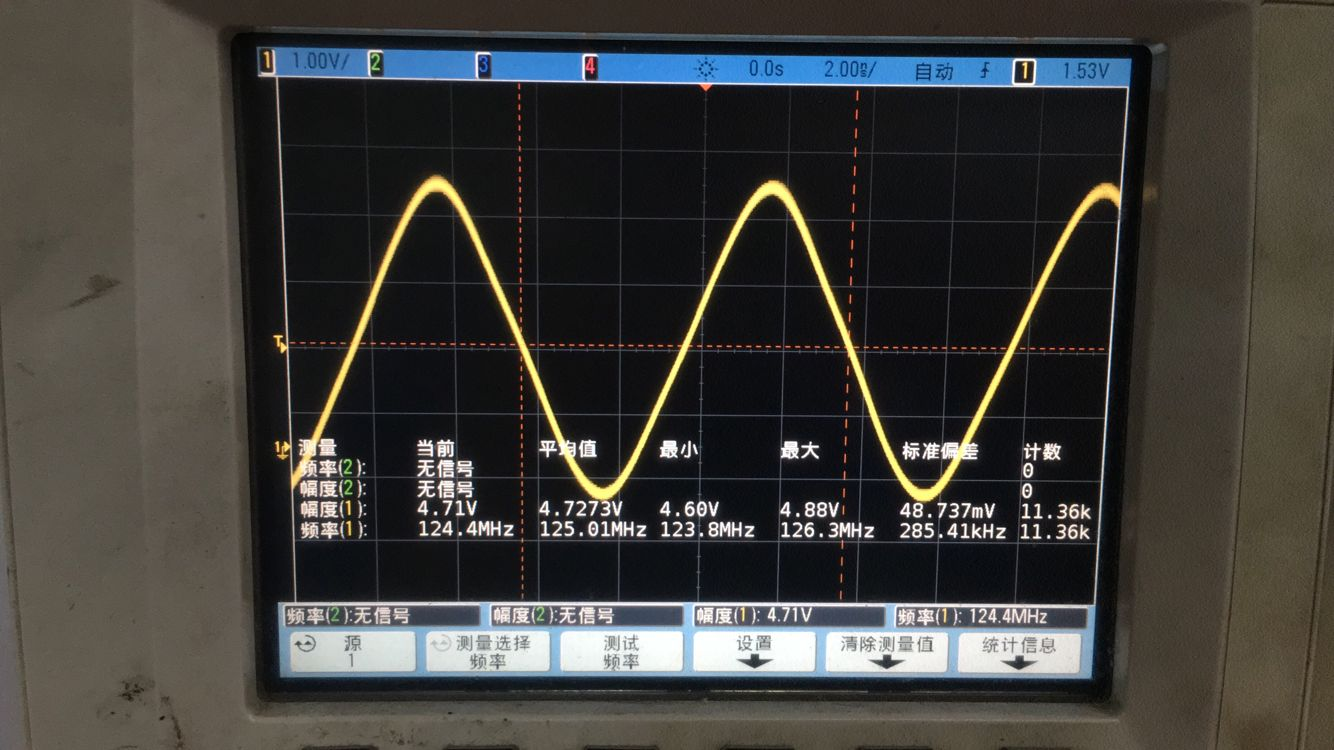 1 1.00V/ 2 3 4 0.0s 2.00ns/ 自动 1 1.53V
T
1 测量 当前 平均值 最小 最大 标准偏差 计数
频率(2): 无信号 0
幅度(2): 无信号 0
幅度(1): 4.71V 4.7273V 4.60V 4.88V 48.737mV 11.36k
频率(1): 124.4MHz 125.01MHz 123.8MHz 126.3MHz 285.41kHz 11.36k
频率(2):无信号 幅度(2):无信号 幅度(1): 4.71V 频率(1): 124.4MHz
源 测量选择 测试 设置 清除测量值 统计信息
1 频率 频率